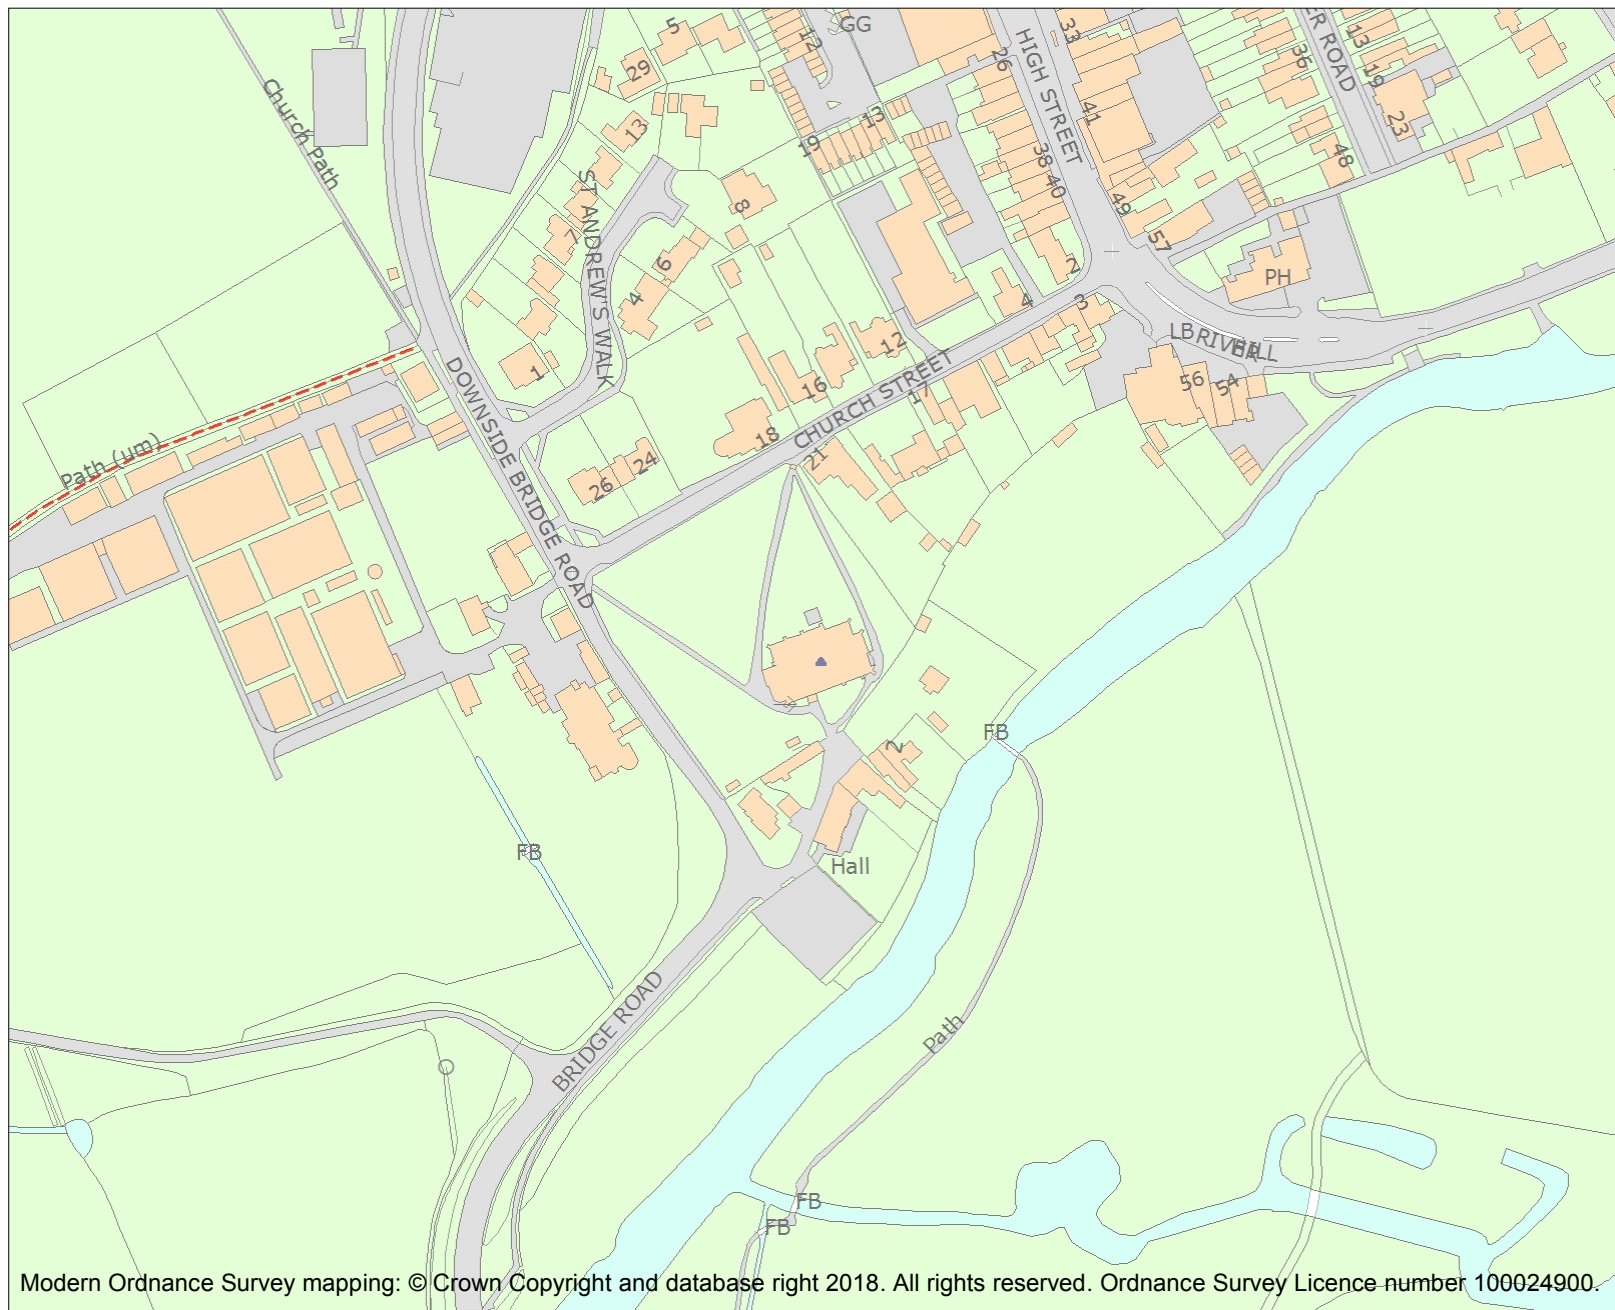 5
12
GG
26
HIGH STREET
33
36
13
ER ROAD
29
19
41
23
Church Path
13
13
19
38
40
48
ST ANDREW'S WALK
8
49
7
57
6
2
PH
4
4
3
LB
RIVER
HILL
12
DOWNSIDE BRIDGE ROAD
1
16
CHURCH STREET
17
56
54
18
21
24
26
Path (um)
FB
2
FB
Hall
BRIDGE ROAD
Path
FB
FB
Modern Ordnance Survey mapping: © Crown Copyright and database right 2018. All rights reserved. Ordnance Survey Licence number 100024900.